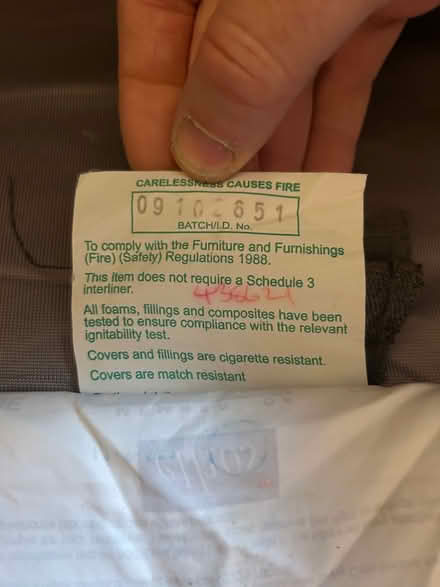 CARELESSNESS CAUSES FIRE
BATCH/I.D. No.
To comply with the Furniture and Furnishings
(Fire) (Safety) Regulations 1988.
This item does not require a Schedule 3
interliner.
All foams, fillings and composites have been
tested to ensure compliance with the relevant
ignitability test.
Covers and fillings are cigarette resistant.
Covers are match resistant